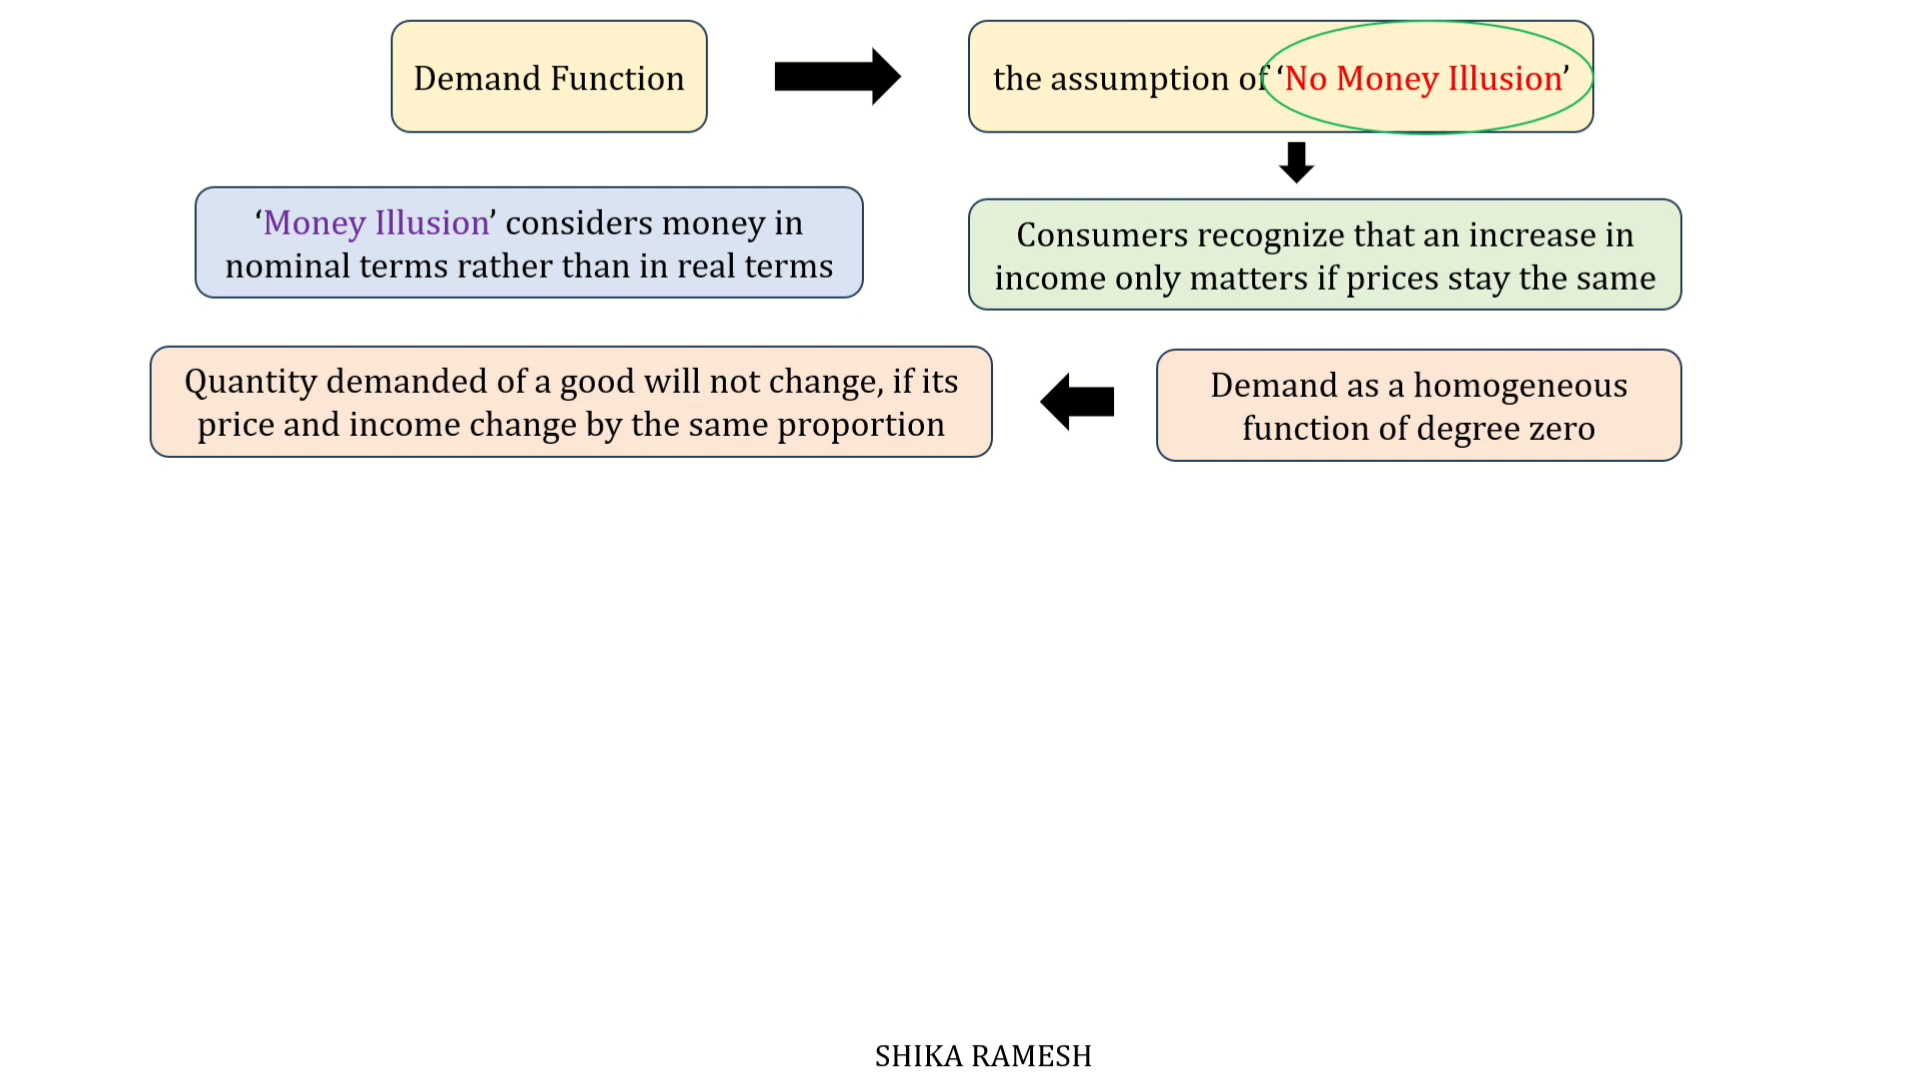 Demand Function
the assumption of ‘No Money Illusion’
‘Money Illusion’ considers money in
nominal terms rather than in real terms
Consumers recognize that an increase in
income only matters if prices stay the same
Quantity demanded of a good will not change, if its
price and income change by the same proportion
Demand as a homogeneous
function of degree zero
SHIKA RAMESH